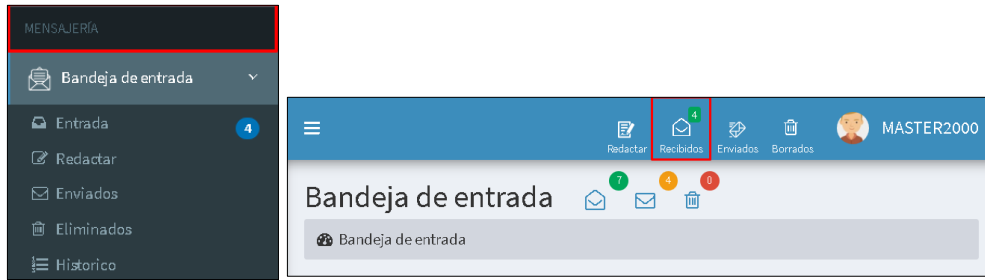 MENSAJERÍA
Bandeja de entrada
Entrada 4
Redactar
Enviados
Eliminados
Historico
4
Redactar Recibidos Enviados Borrados MASTER2000
7 4 0
Bandeja de entrada
Bandeja de entrada